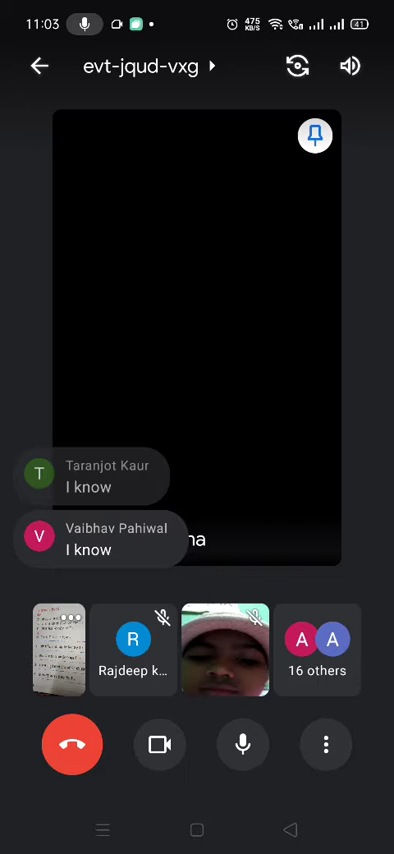 11:03
475
KB/S
41
evt-jqud-vxg
Taranjot Kaur
T
I know
Vaibhav Pahiwal
V
I know
na
R
A
A
Rajdeep k...
16 others